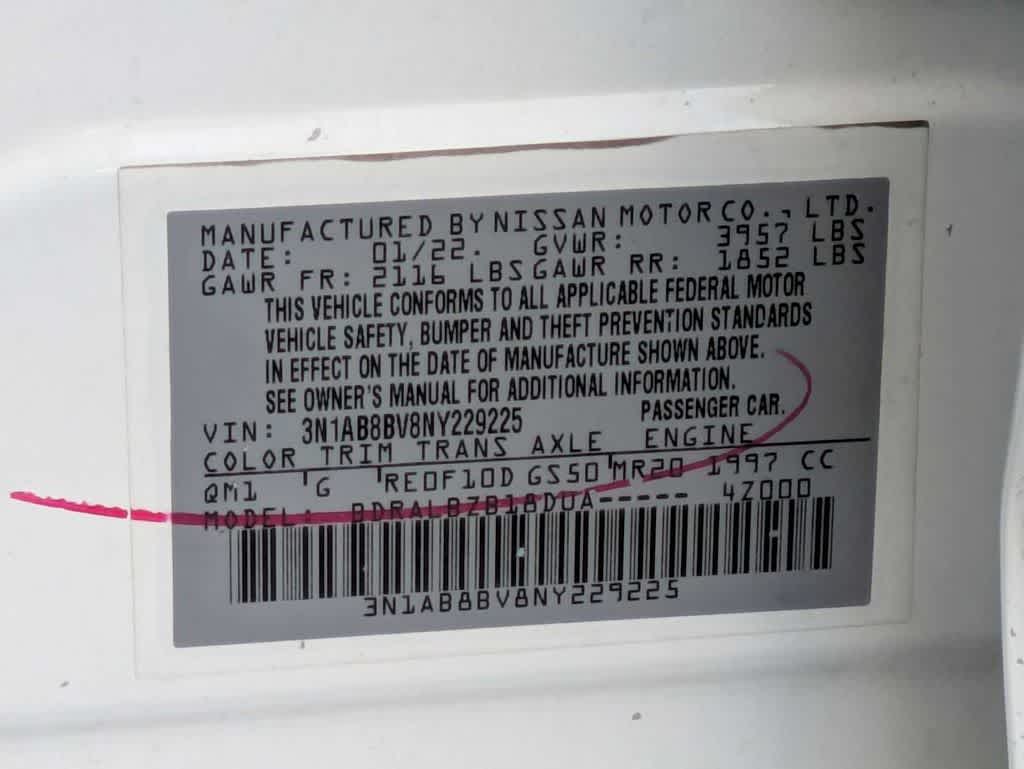 MANUFACTURED BY NISSAN MOTOR CO., LTD.
DATE: 01/22. GVWR: 3957 LBS
GAWR FR: 2116 LBS GAWR RR: 1852 LBS
THIS VEHICLE CONFORMS TO ALL APPLICABLE FEDERAL MOTOR
VEHICLE SAFETY, BUMPER AND THEFT PREVENTION STANDARDS
IN EFFECT ON THE DATE OF MANUFACTURE SHOWN ABOVE.
SEE OWNER'S MANUAL FOR ADDITIONAL INFORMATION.
VIN: 3N1AB8BV8NY229225 PASSENGER CAR.
COLOR TRIM TRANS AXLE ENGINE
QM1 G RE0F10D GS50 MR20 1997 CC
MODEL: BDRALBZB18DUA----- 4Z000
3N1AB8BV8NY229225